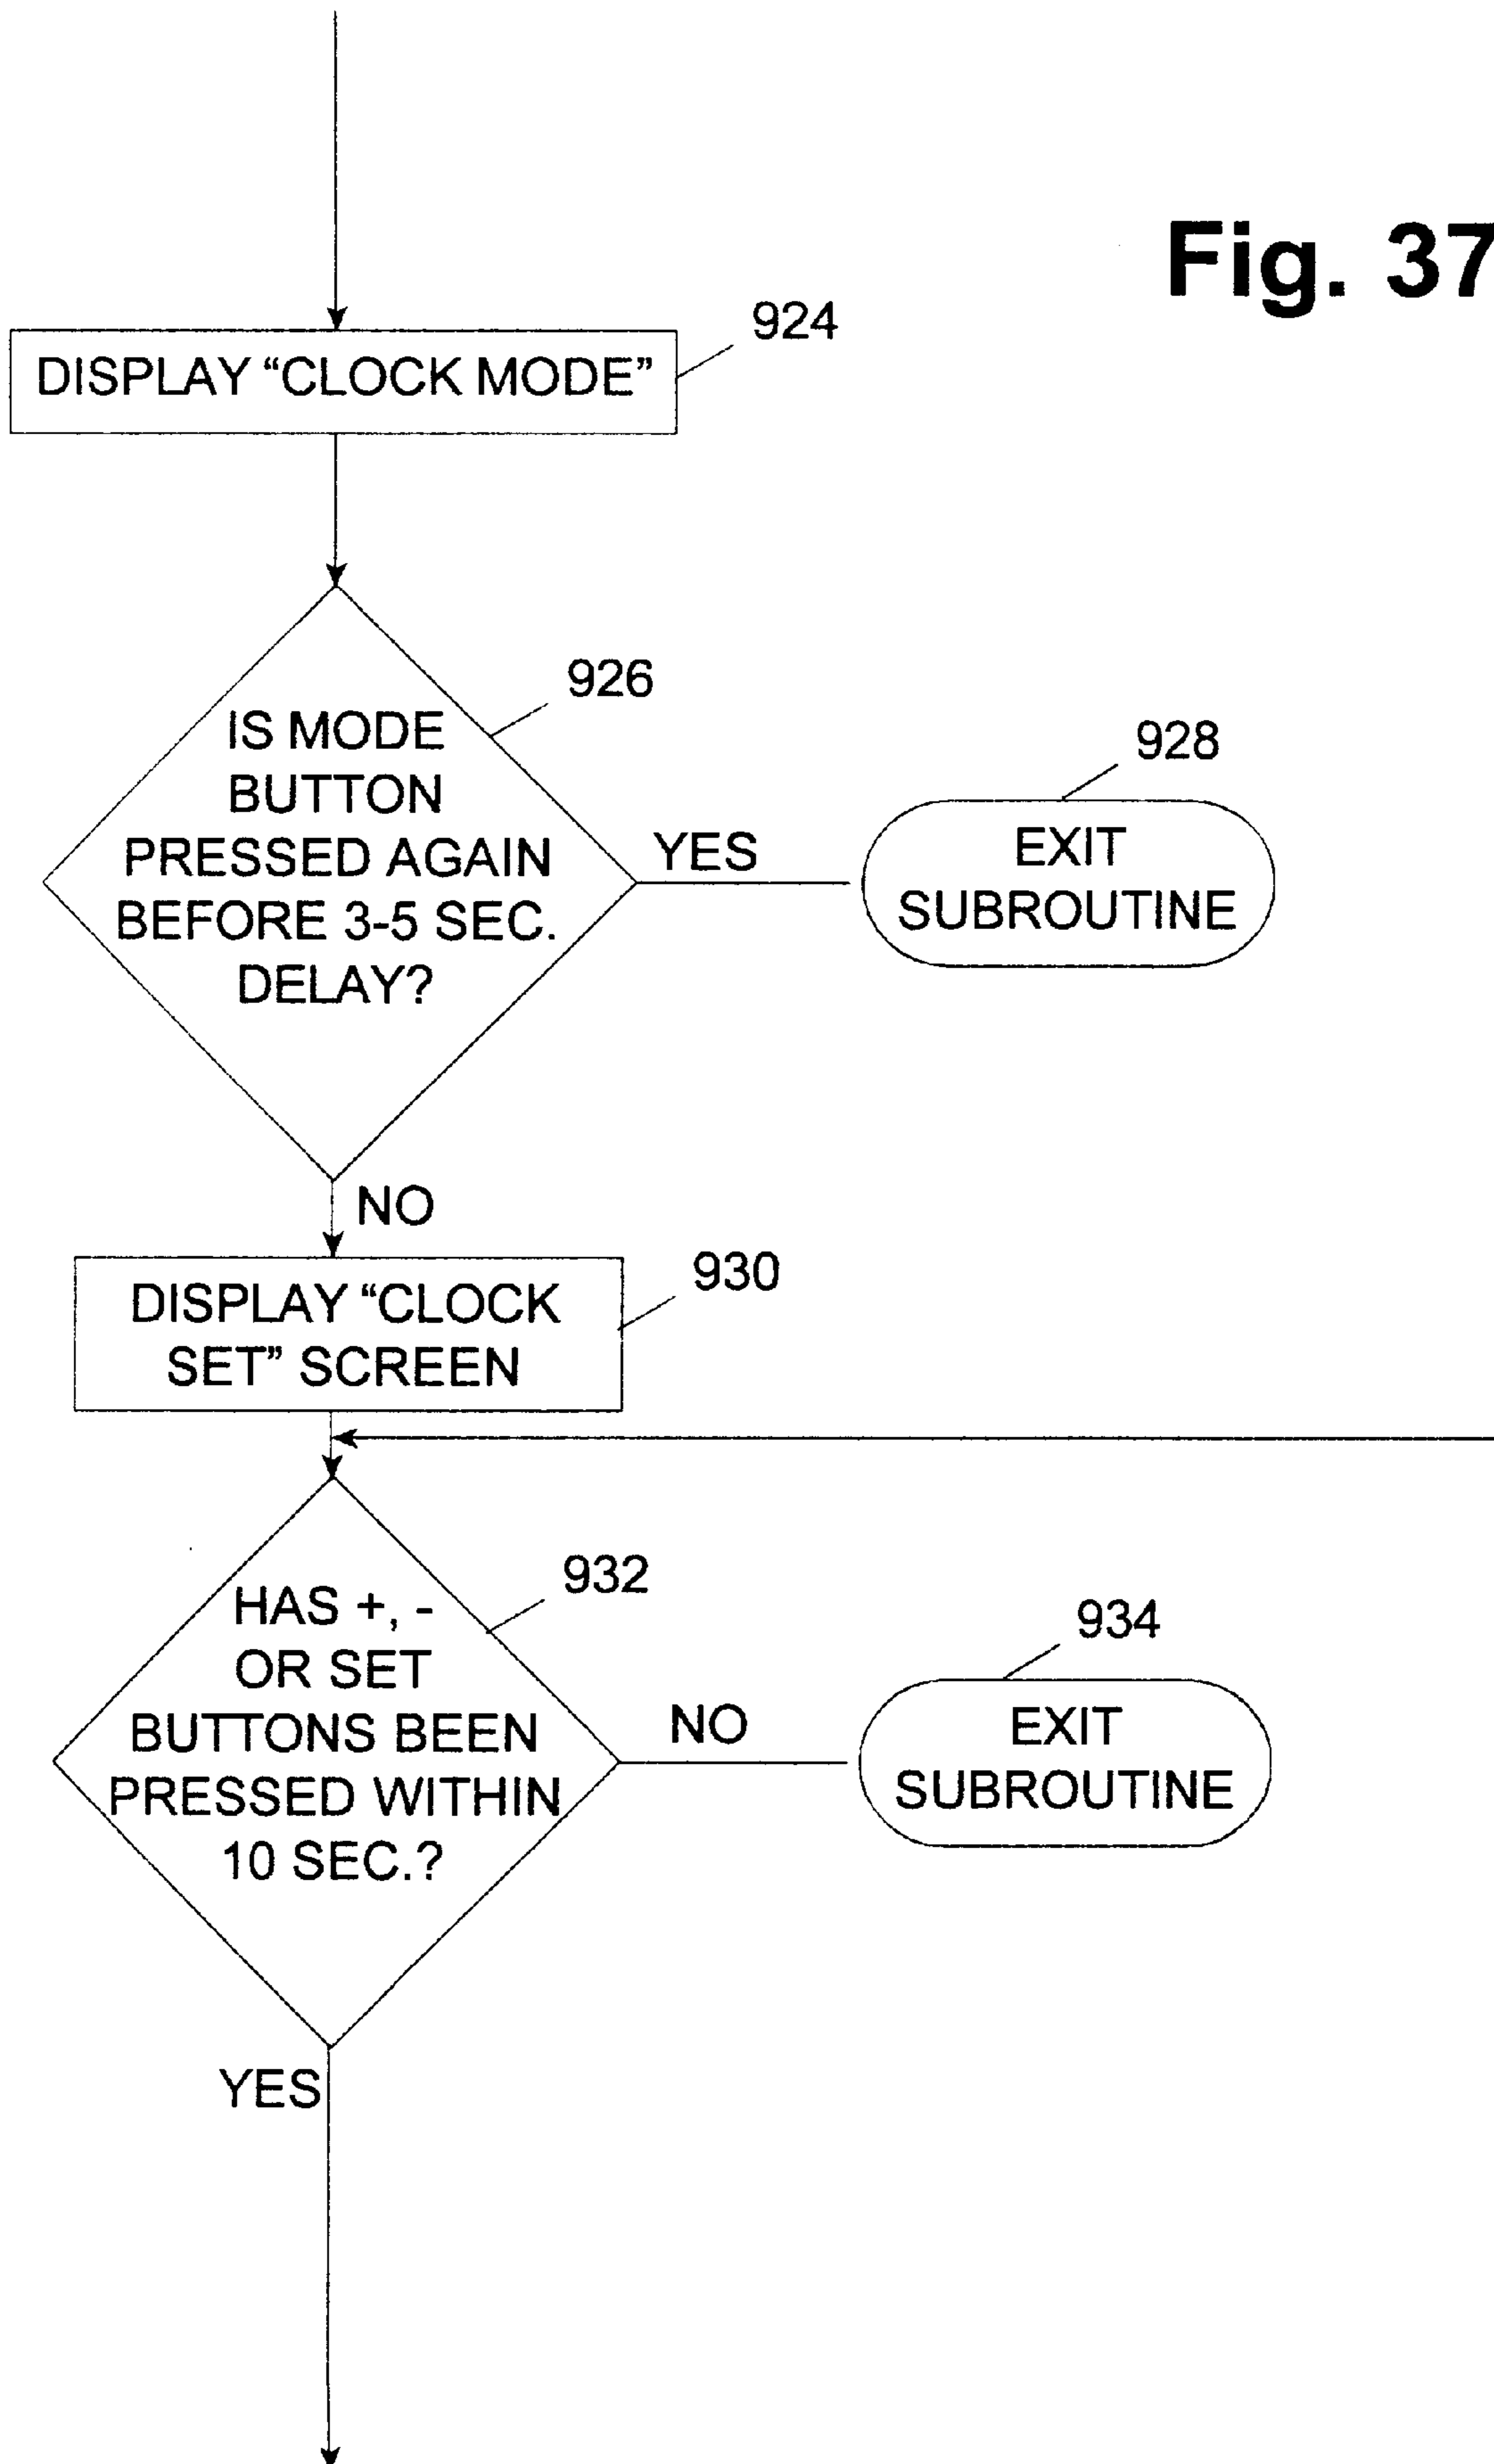 Fig. 37
924
DISPLAY “CLOCK MODE”
926
IS MODE
BUTTON
PRESSED AGAIN
BEFORE 3-5 SEC.
DELAY?
YES
928
EXIT
SUBROUTINE
NO
930
DISPLAY “CLOCK
SET” SCREEN
932
HAS +, -
OR SET
BUTTONS BEEN
PRESSED WITHIN
10 SEC.?
NO
934
EXIT
SUBROUTINE
YES